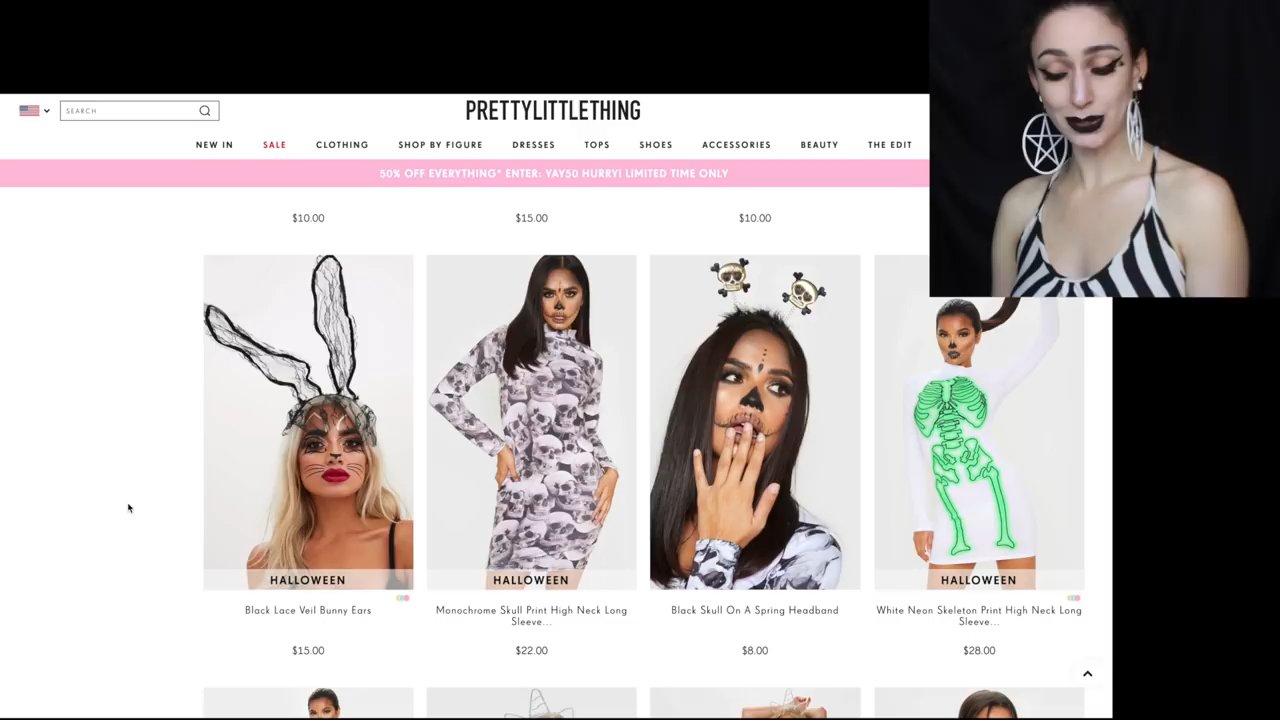 SEARCH
PRETTYLITTLETHING
NEW IN SALE CLOTHING SHOP BY FIGURE DRESSES TOPS SHOES ACCESSORIES BEAUTY THE EDIT
50% OFF EVERYTHING* ENTER: YAY50 HURRY! LIMITED TIME ONLY
$10.00 $15.00 $10.00
HALLOWEEN HALLOWEEN HALLOWEEN
Black Lace Veil Bunny Ears
Monochrome Skull Print High Neck Long
Sleeve...
Black Skull On A Spring Headband
White Neon Skeleton Print High Neck Long
Sleeve...
$15.00 $22.00 $8.00 $28.00